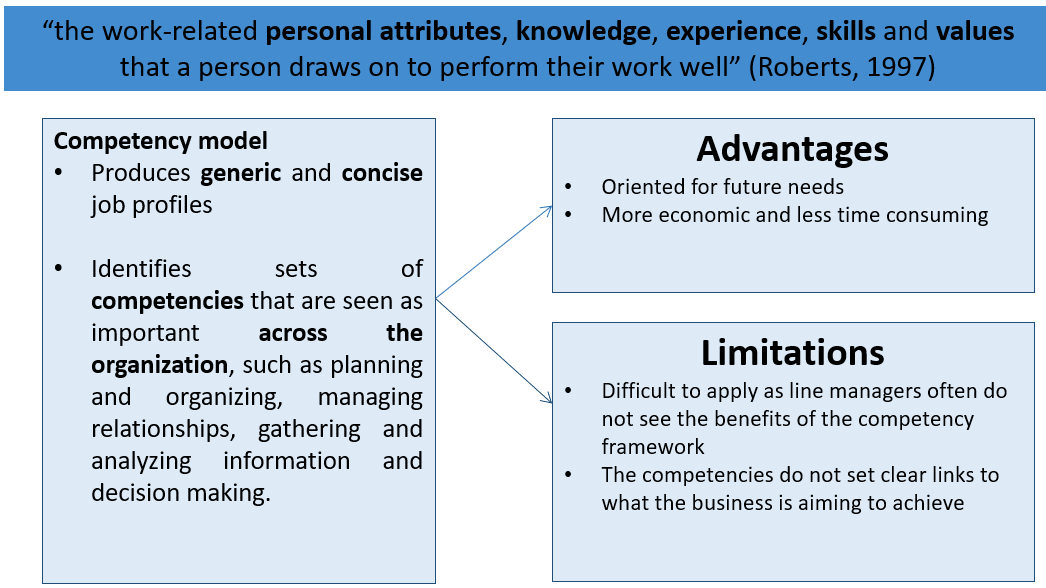 “the work-related personal attributes, knowledge, experience, skills and values
that a person draws on to perform their work well” (Roberts, 1997)
Competency model
• Produces generic and concise
job profiles
• Identifies sets of
competencies that are seen as
important across the
organization, such as planning
and organizing, managing
relationships, gathering and
analyzing information and
decision making.
Advantages
• Oriented for future needs
• More economic and less time consuming
Limitations
• Difficult to apply as line managers often do
not see the benefits of the competency
framework
• The competencies do not set clear links to
what the business is aiming to achieve